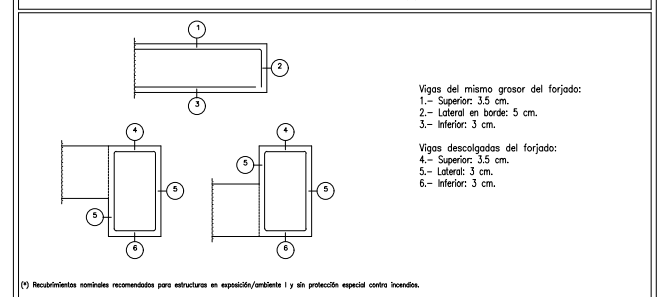 1
2
3
Vigas del mismo grosor del forjado:
1.– Superior: 3.5 cm.
2.– Lateral en borde: 5 cm.
3.– Inferior: 3 cm.
Vigas descolgadas del forjado:
4.– Superior: 3.5 cm.
5.– Lateral: 3 cm.
6.– Inferior: 3 cm.
4
5
5
6
4
5
5
6
(*) Recubrimientos nominales recomendados para estructuras en exposición/ambiente I y sin protección especial contra incendios.